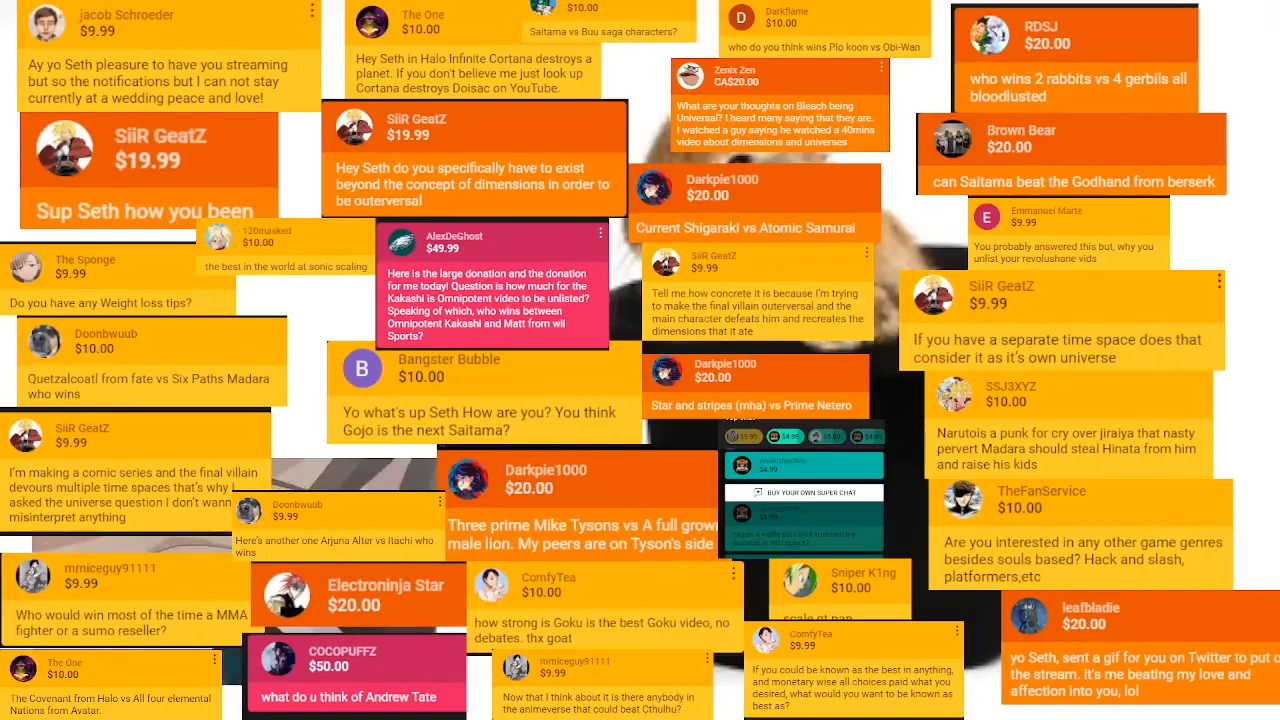 jacob Schroeder
$9.99
Ay yo Seth pleasure to have you streaming
but so the notifications but I can not stay
currently at a wedding peace and love!
The One
$10.00
Hey Seth in Halo Infinite Cortana destroys a
planet. If you don't believe me just look up
Cortana destroys Doisac on YouTube.
$10.00
Saitama vs Buu saga characters?
D
Darkflame
$10.00
who do you think wins Plo koon vs Obi-Wan
RDSJ
$20.00
who wins 2 rabbits vs 4 gerbils all
bloodlusted
Zenix Zen
CA$20.00
What are your thoughts on Bleach being
Universal? I heard many saying that they are.
I watched a guy saying he watched a 40mins
video about dimensions and universes
SiiR GeatZ
$19.99
Sup Seth how you been
SiiR GeatZ
$19.99
Hey Seth do you specifically have to exist
beyond the concept of dimensions in order to
be outerversal
Brown Bear
$20.00
can Saitama beat the Godhand from berserk
Darkpie1000
$20.00
Current Shigaraki vs Atomic Samurai
E
Emmanuel Marte
$9.99
You probably answered this but, why you
unlist your revolushane vids
120masked
$10.00
the best in the world at sonic scaling
The Sponge
$9.99
Do you have any Weight loss tips?
AlexDeGhost
$49.99
Here is the large donation and the donation
for me today! Question is how much for the
Kakashi is Omnipotent video to be unlisted?
Speaking of which, who wins between
Omnipotent Kakashi and Matt from wii
Sports?
SiiR GeatZ
$9.99
Tell me how concrete it is because I'm trying
to make the final villain outerversal and the
main character defeats him and recreates the
dimensions that it ate
SiiR GeatZ
$9.99
If you have a separate time space does that
consider it as it's own universe
Doonbwuub
$10.00
Quetzalcoatl from fate vs Six Paths Madara
who wins
B
Bangster Bubble
$10.00
Yo what's up Seth How are you? You think
Gojo is the next Saitama?
Darkpie1000
$20.00
Star and stripes (mha) vs Prime Netero
SSJ3XYZ
$10.00
Narutois a punk for cry over jiraiya that nasty
pervert Madara should steal Hinata from him
and raise his kids
SiiR GeatZ
$9.99
I'm making a comic series and the final villain
devours multiple time spaces that's why I
asked the universe question I don't wann
misinterpret anything
Darkpie1000
$20.00
Three prime Mike Tysons vs A full grown
male lion. My peers are on Tyson's side
$5.99
$4.99
$5.00
$4.99
$4.99
BUY YOUR OWN SUPER CHAT
$4.99
TheFanService
$10.00
Are you interested in any other game genres
besides souls based? Hack and slash,
platformers,etc
Doonbwuub
$9.99
Here's another one Arjuna Alter vs Itachi who
wins
mmiceguy91111
$9.99
Who would win most of the time a MMA
fighter or a sumo reseller?
Electroninja Star
$20.00
ComfyTea
$10.00
how strong is Goku is the best Goku video, no
debates. thx goat
Sniper K1ng
$10.00
scale gt pan
leafbladie
$20.00
yo Seth, sent a gif for you on Twitter to put o
the stream. it's me beating my love and
affection into you, lol
The One
$10.00
The Covenant from Halo vs All four elemental
Nations from Avatar.
COCOPUFFZ
$50.00
what do u think of Andrew Tate
mmiceguy91111
$9.99
Now that I think about it is there anybody in
the animeverse that could beat Cthulhu?
ComfyTea
$9.99
If you could be known as the best in anything,
and monetary wise all choices paid what you
desired, what would you want to be known as
best as?